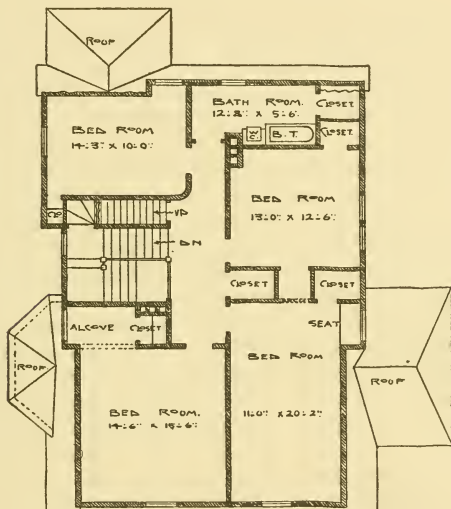 ROOF
BATH ROOM.
12-8" X 5-6"
CLOSET
BED ROOM
14-3" X 10-0"
B.T.
CLOSET
UP
BED ROOM
13-0" X 12-6"
DN
CLOSET
CLOSET
ALCOVE
CLOSET
SEAT
ROOF
BED ROOM
ROOF
BED ROOM.
11-0" X 20-2"
14-6" X 15-6"